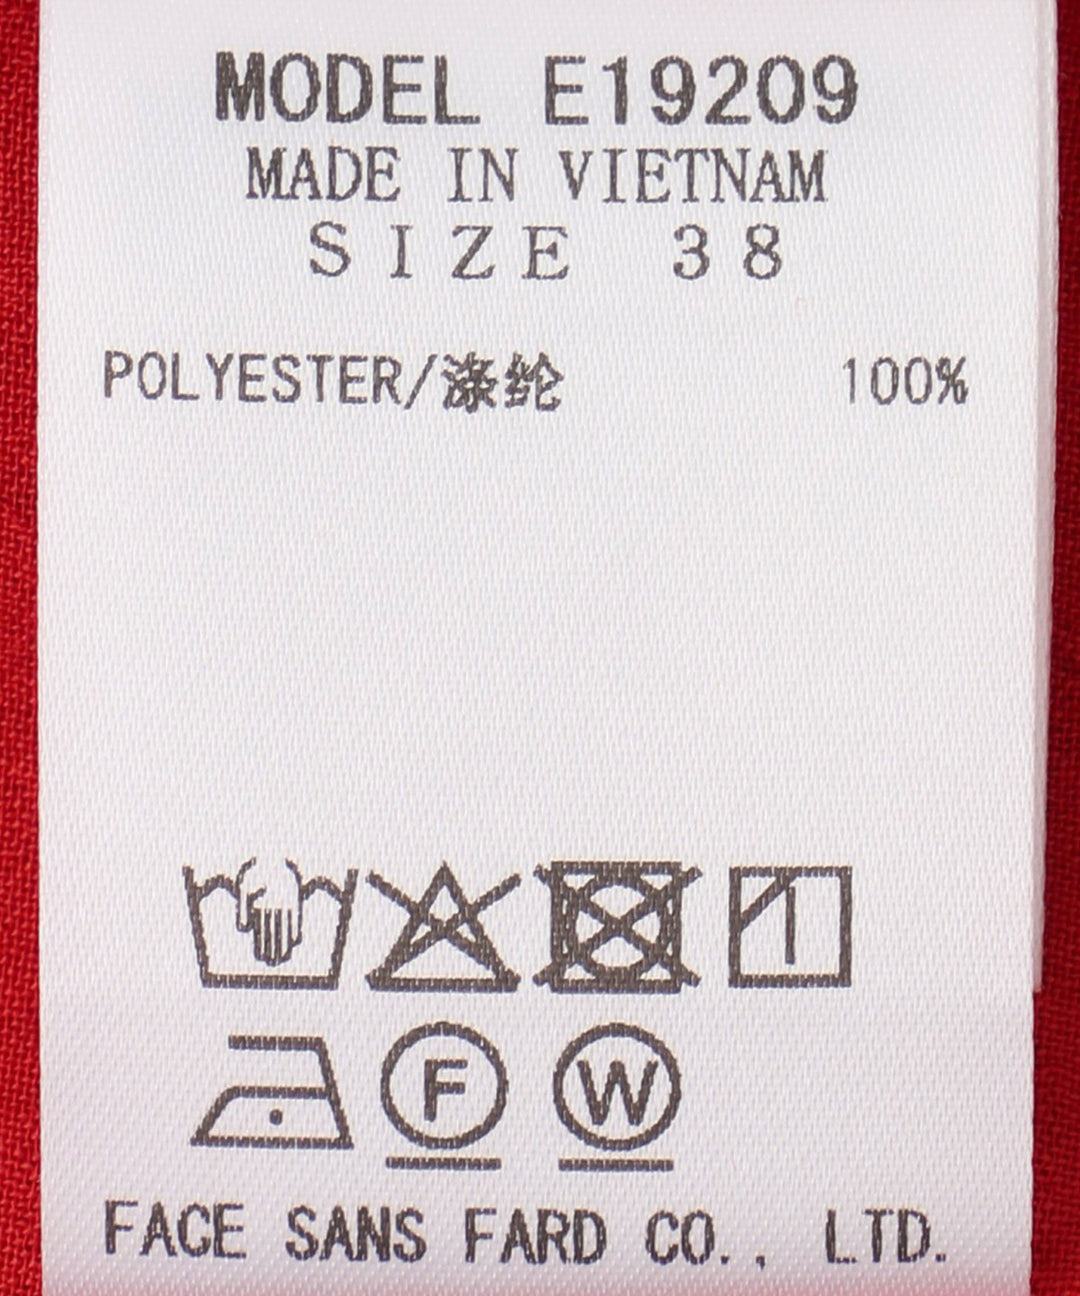 MODEL E19209
MADE IN VIETNAM
SIZE 38
POLYESTER/涤纶 100%
F W
FACE SANS FARD CO., LTD.